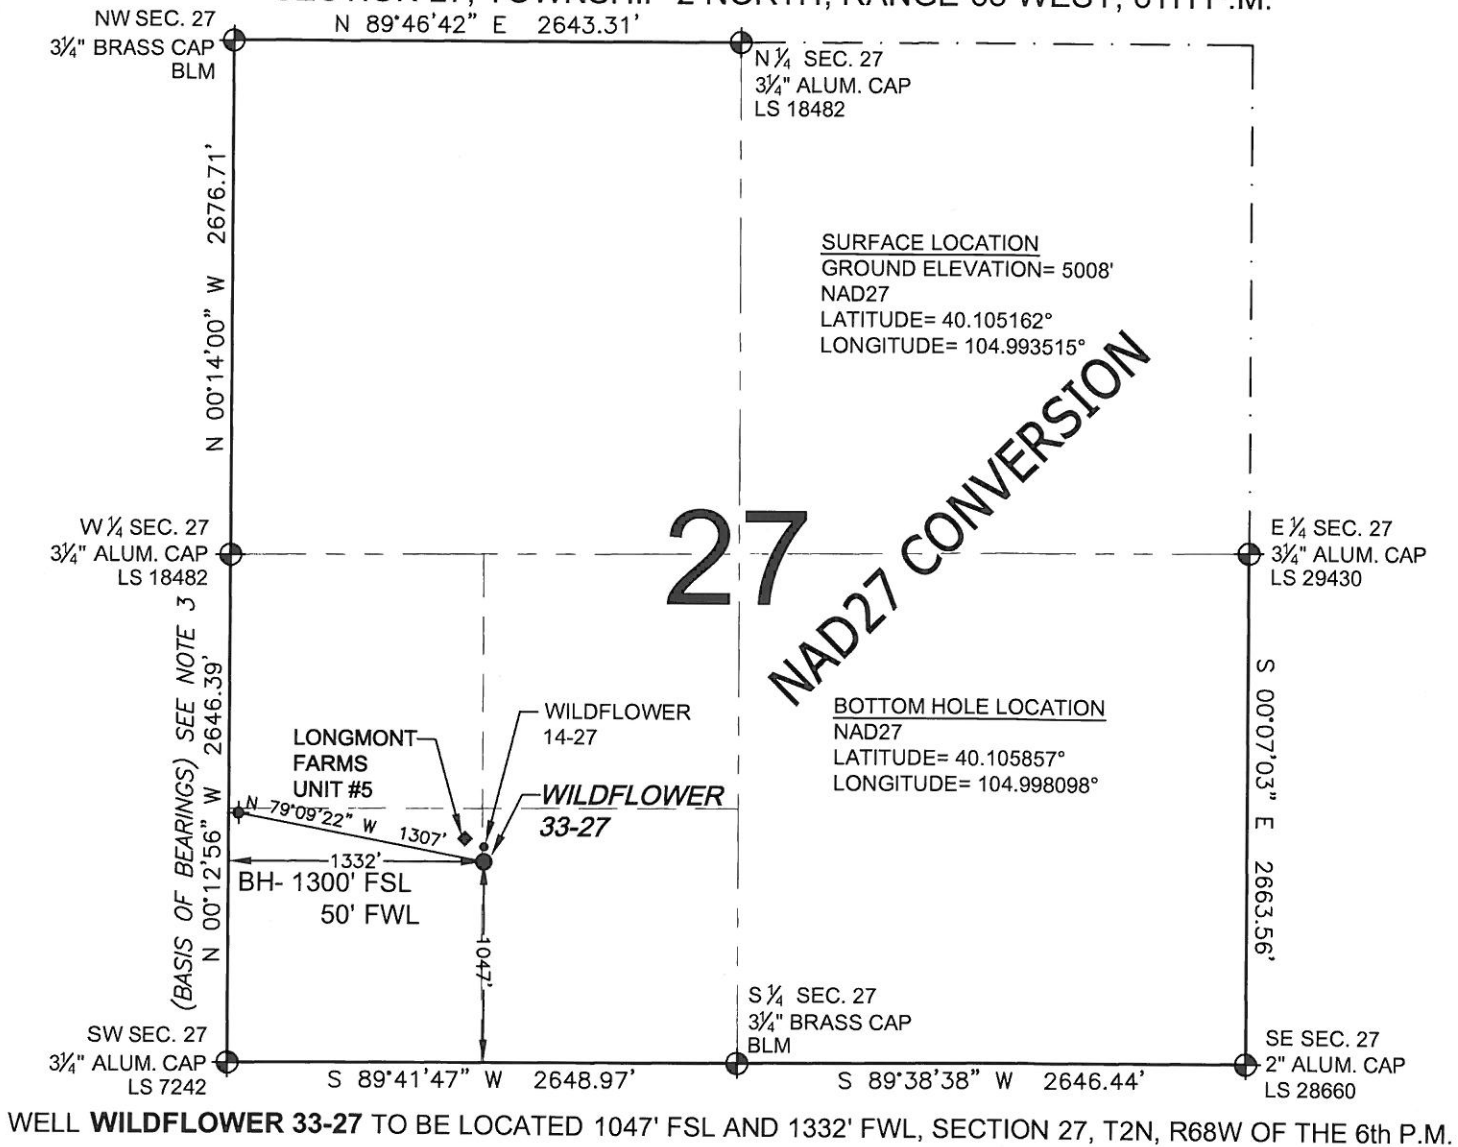 N 89°46'42" E 2643.31'
NW SEC. 27
3¼" BRASS CAP
BLM
N ¼ SEC. 27
3¼" ALUM. CAP
LS 18482
N 00°14'00" W 2676.71'
SURFACE LOCATION
GROUND ELEVATION= 5008'
NAD27
LATITUDE= 40.105162°
LONGITUDE= 104.993515°
NAD27 CONVERSION
27
W ¼ SEC. 27
3¼" ALUM. CAP
LS 18482
E ¼ SEC. 27
3¼" ALUM. CAP
LS 29430
(BASIS OF BEARINGS) SEE NOTE 3
N 00°12'56" W 2646.39'
S 00°07'03" E 2663.56'
LONGMONT
FARMS
UNIT #5
WILDFLOWER
14-27
WILDFLOWER
33-27
BOTTOM HOLE LOCATION
NAD27
LATITUDE= 40.105857°
LONGITUDE= 104.998098°
N 79°09'22" W 1307'
1332'
BH- 1300' FSL
50' FWL
1047'
SW SEC. 27
3¼" ALUM. CAP
LS 7242
S ¼ SEC. 27
3¼" BRASS CAP
BLM
SE SEC. 27
2" ALUM. CAP
LS 28660
S 89°41'47" W 2648.97'
S 89°38'38" W 2646.44'
WELL WILDFLOWER 33-27 TO BE LOCATED 1047' FSL AND 1332' FWL, SECTION 27, T2N, R68W OF THE 6th P.M.